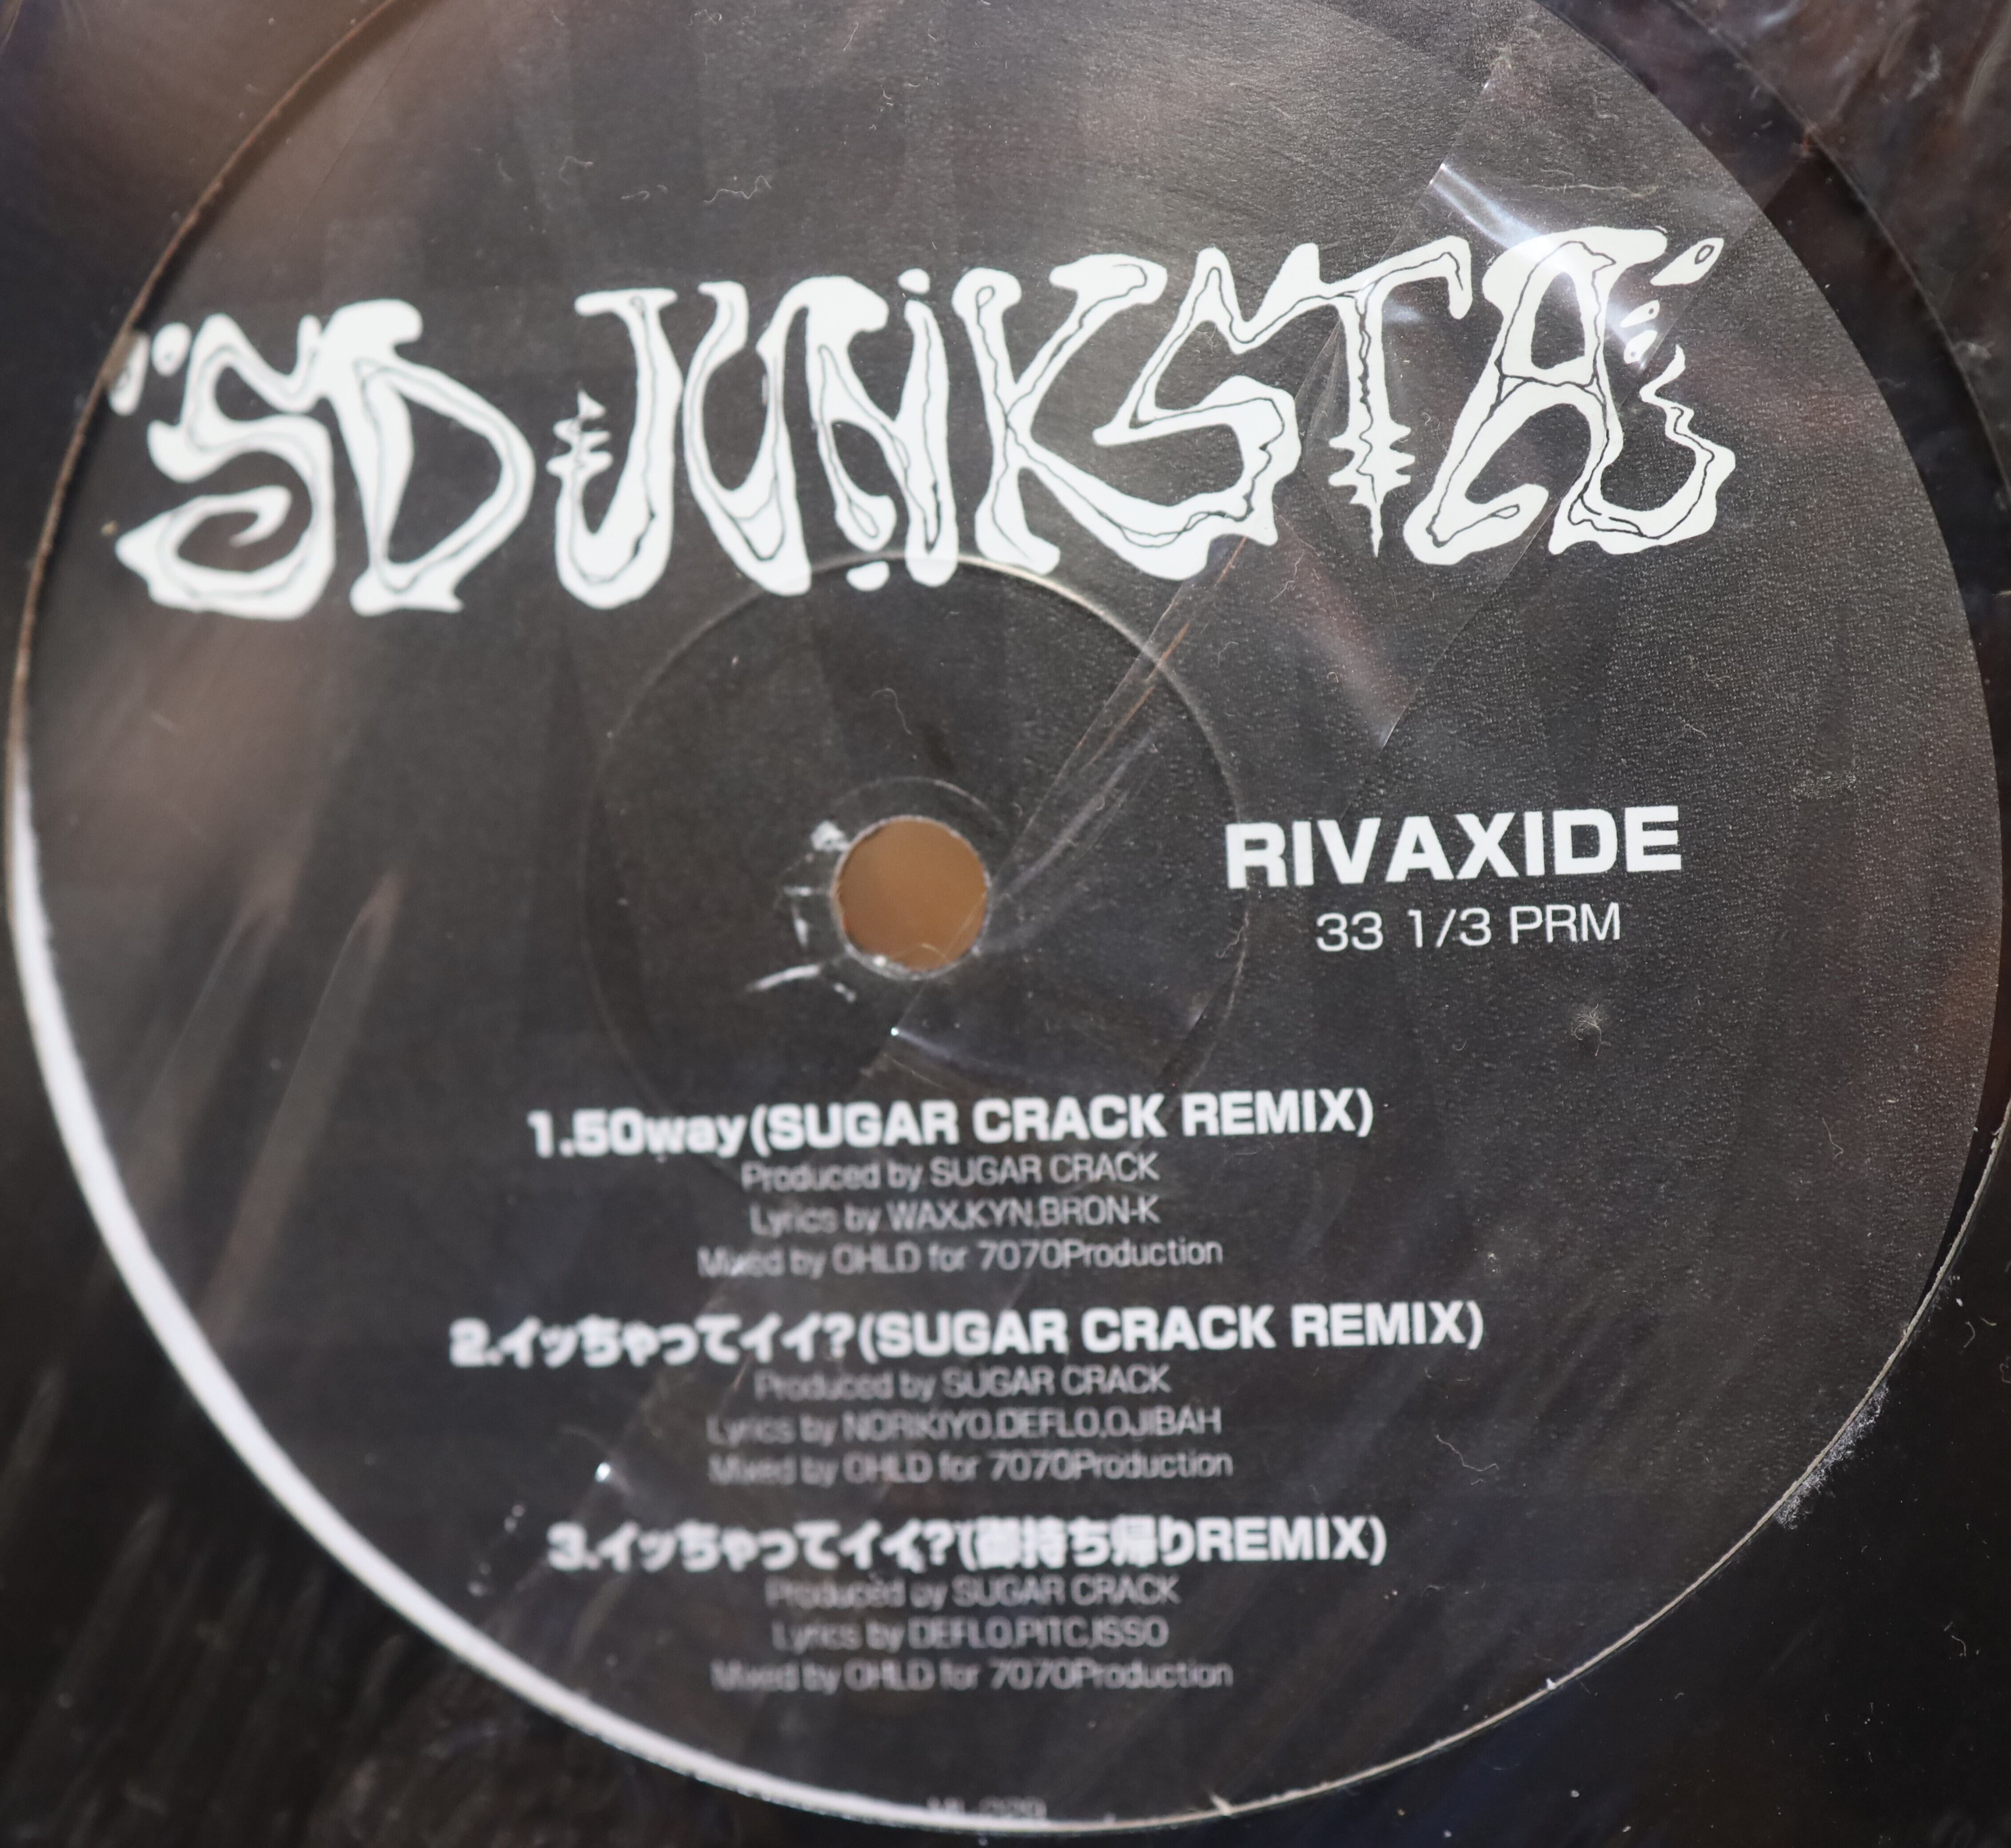 SD JUNKSTA
RIVAXIDE
33 1/3 PRM
1.50way(SUGAR CRACK REMIX)
Produced by SUGAR CRACK
Lyrics by WAX,KYN,BRON-K
Mixed by OHLD for 7070Production
2.イッちゃってイイ?(SUGAR CRACK REMIX)
Produced by SUGAR CRACK
Lyrics by NORIKIYO,DEFLO,OJIBAH
Mixed by OHLD for 7070Production
3.イッちゃってイイ?(御持ち帰りREMIX)
Produced by SUGAR CRACK
Lyrics by DEFLO,PITC,ISSO
Mixed by OHLD for 7070Production